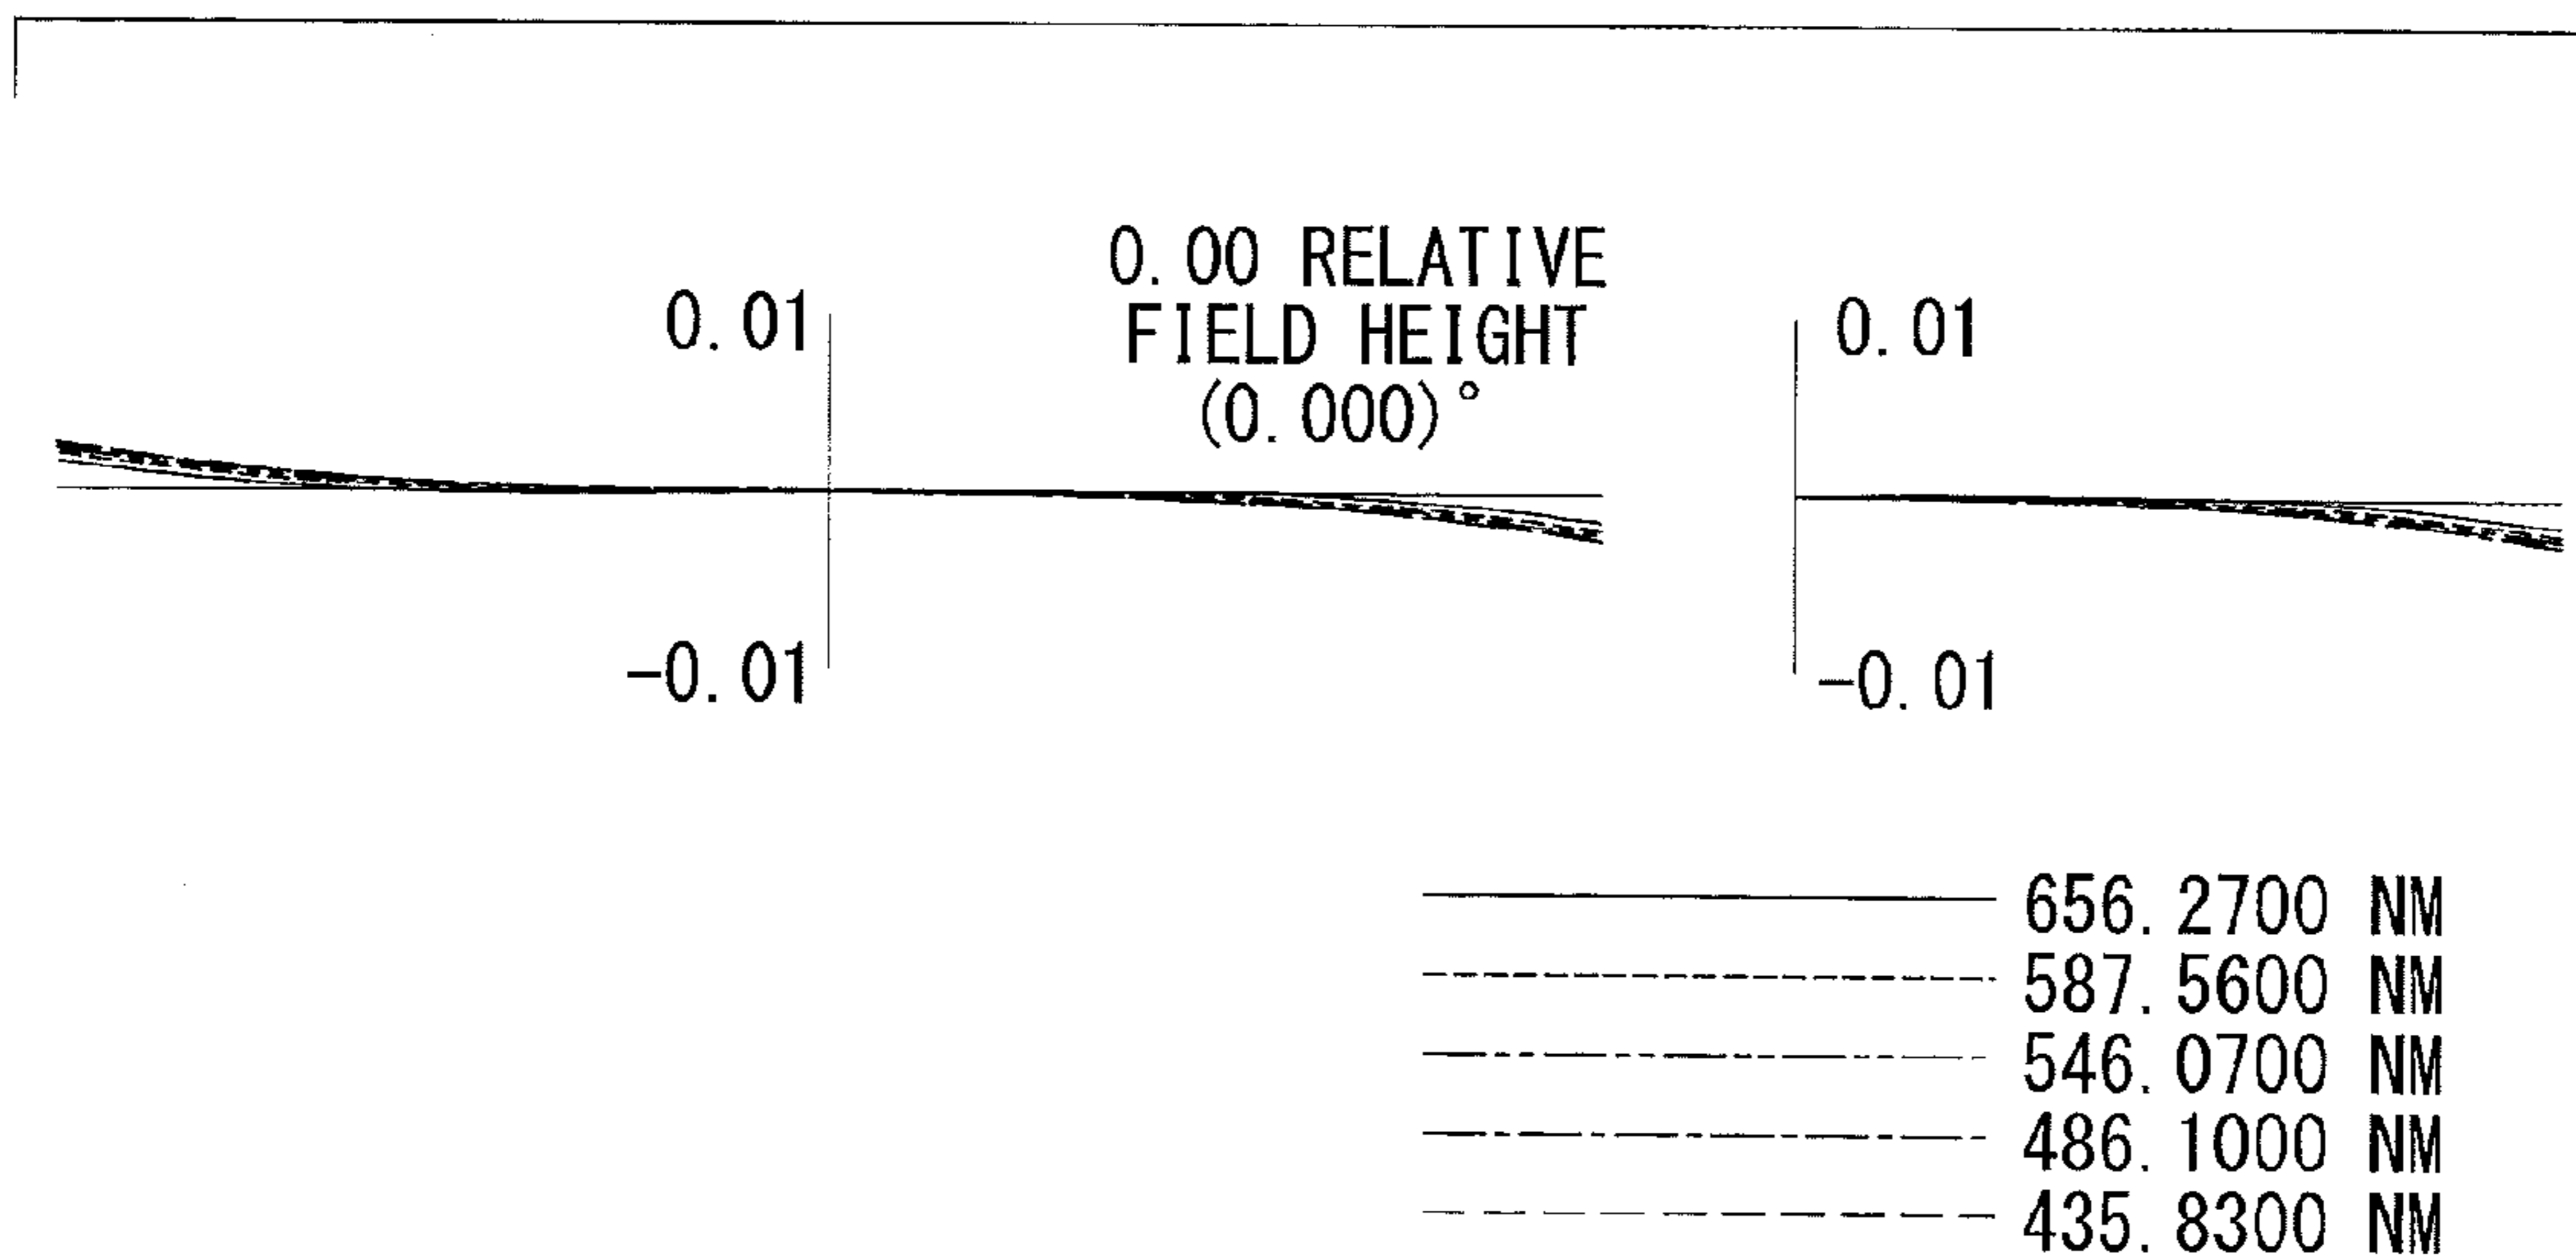 0.00 RELATIVE
FIELD HEIGHT
(0.000)°
0.01
-0.01
0.01
-0.01
656.2700 NM
587.5600 NM
546.0700 NM
486.1000 NM
435.8300 NM